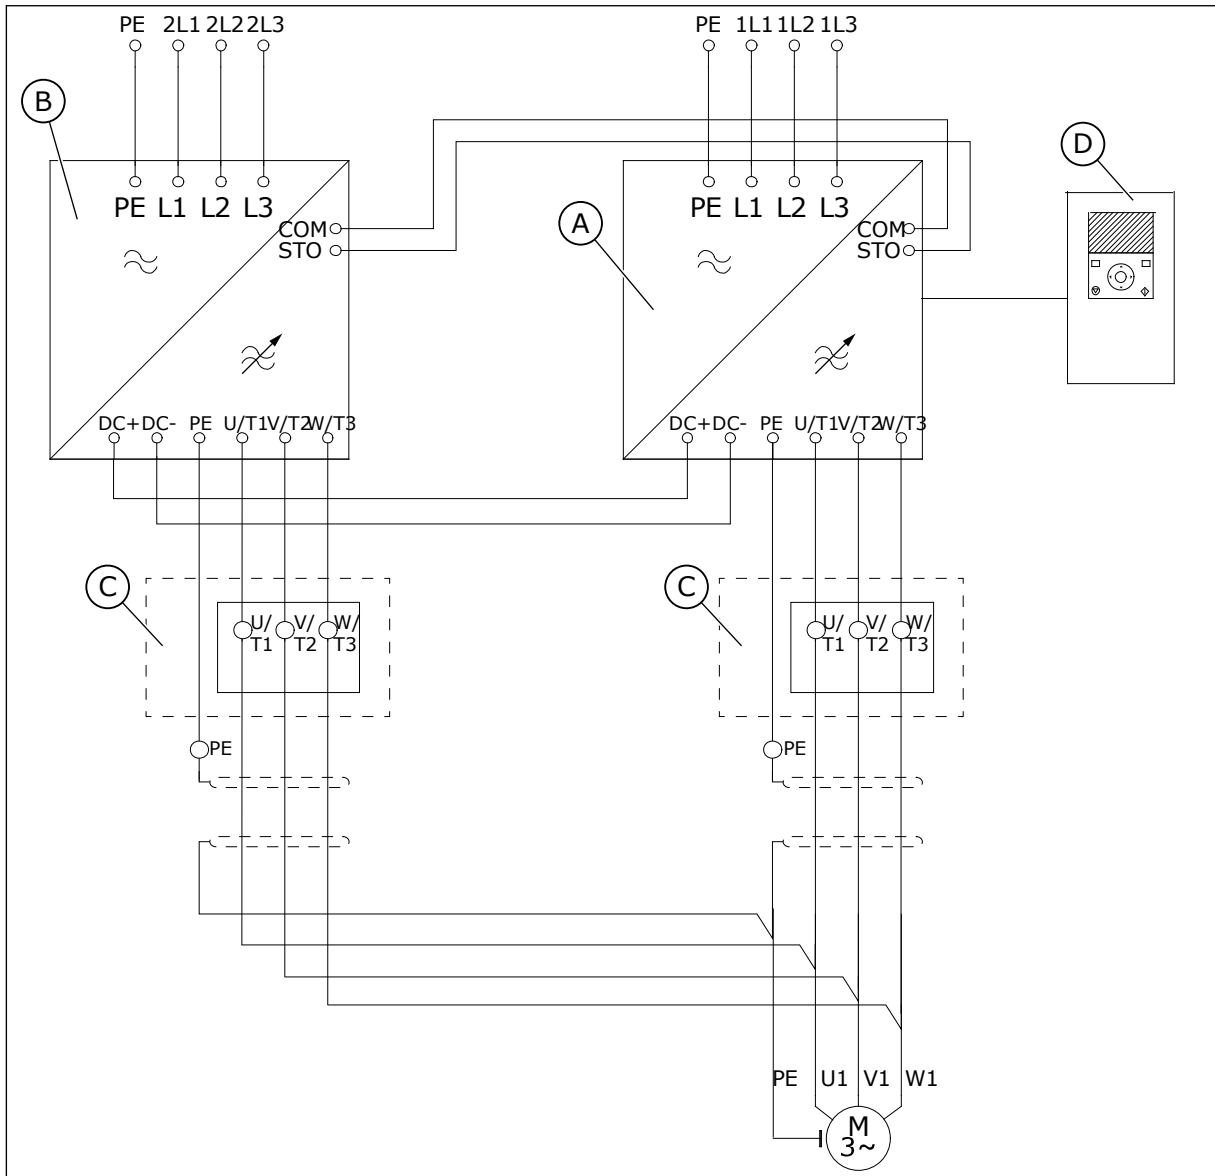 PE 2L1 2L2 2L3
PE 1L1 1L2 1L3
B
D
PE L1 L2 L3
PE L1 L2 L3
A
COM
STO
COM
STO
DC+ DC- PE U/T1 V/T2 W/T3
DC+ DC- PE U/T1 V/T2 W/T3
C
U/
T1
V/
T2
W/
T3
C
U/
T1
V/
T2
W/
T3
PE
PE
PE U1 V1 W1
M
3~